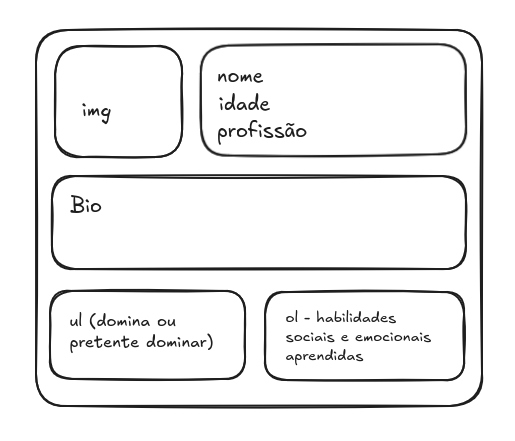 img
nome
idade
profissão
Bio
ul (domina ou
pretente dominar)
ol - habilidades
sociais e emocionais
aprendidas